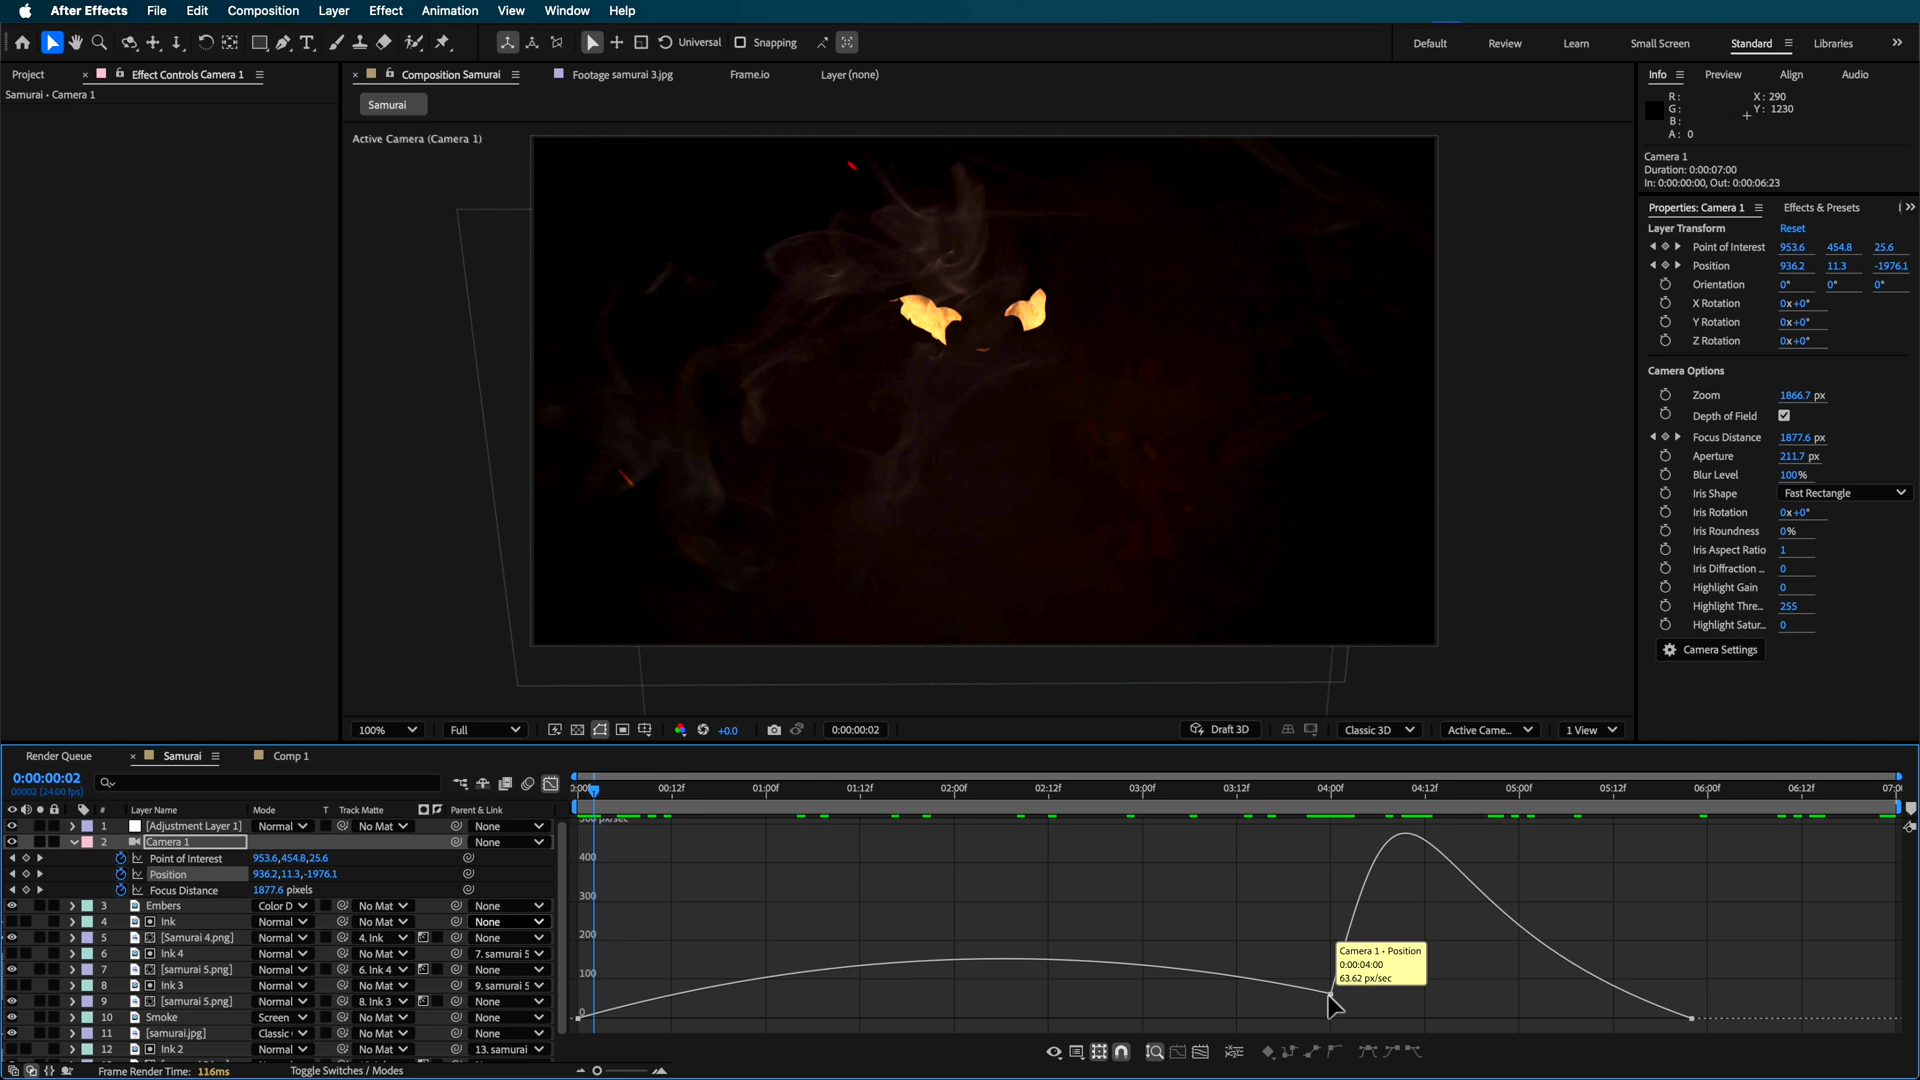 After Effects File Edit Composition Layer Effect Animation View Window Help
Universal Snapping Default Review Learn Small Screen Standard Libraries
Project Effect Controls Camera 1 Composition Samurai Footage samurai 3.jpg Frame.io Layer (none) Info Preview Align Audio
Samurai • Camera 1
Samurai
Active Camera (Camera 1)
R: X: 290
G: Y: 1230
B:
A: 0
Camera 1
Duration: 0:00:07:00
In: 0:00:00:00, Out: 0:00:06:23
Properties: Camera 1 Effects & Presets
Layer Transform Reset
Point of Interest 953.6 454.8 25.6
Position 936.2 11.3 -1976.1
Orientation 0° 0° 0°
X Rotation 0x+0°
Y Rotation 0x+0°
Z Rotation 0x+0°
Camera Options
Zoom 1866.7 px
Depth of Field
Focus Distance 1877.6 px
Aperture 211.7 px
Blur Level 100%
Iris Shape Fast Rectangle
Iris Rotation 0x+0°
Iris Roundness 0%
Iris Aspect Ratio 1
Iris Diffraction ... 0
Highlight Gain 0
Highlight Thre... 255
Highlight Satur... 0
Camera Settings
100% Full +0.0 0:00:00:02 Draft 3D Classic 3D Active Came... 1 View
Render Queue Samurai Comp 1
0:00:00:02
00002 (24.00 fps)
00:12f 01:00f 01:12f 02:00f 02:12f 03:00f 03:12f 04:00f 04:12f 05:00f 05:12f 06:00f 06:12f
# Layer Name Mode T Track Matte Parent & Link
1 [Adjustment Layer 1] Normal No Mat None
2 Camera 1 None
Point of Interest 953.6,454.8,25.6
Position 936.2,11.3,-1976.1
Focus Distance 1877.6 pixels
3 Embers Color D No Mat None
4 Ink Normal No Mat None
5 [Samurai 4.png] Normal 4. Ink None
6 Ink 4 Normal No Mat 7. samurai 5
7 [samurai 5.png] Normal 6. Ink 4 None
8 Ink 3 Normal No Mat 9. samurai 5
9 [samurai 5.png] Normal 8. Ink 3 None
10 Smoke Screen No Mat None
11 [samurai.jpg] Classic No Mat None
12 Ink 2 Normal No Mat 13. samurai
400
300
200
100
0
Camera 1 • Position
0:00:04:00
63.62 px/sec
Frame Render Time: 116ms Toggle Switches / Modes